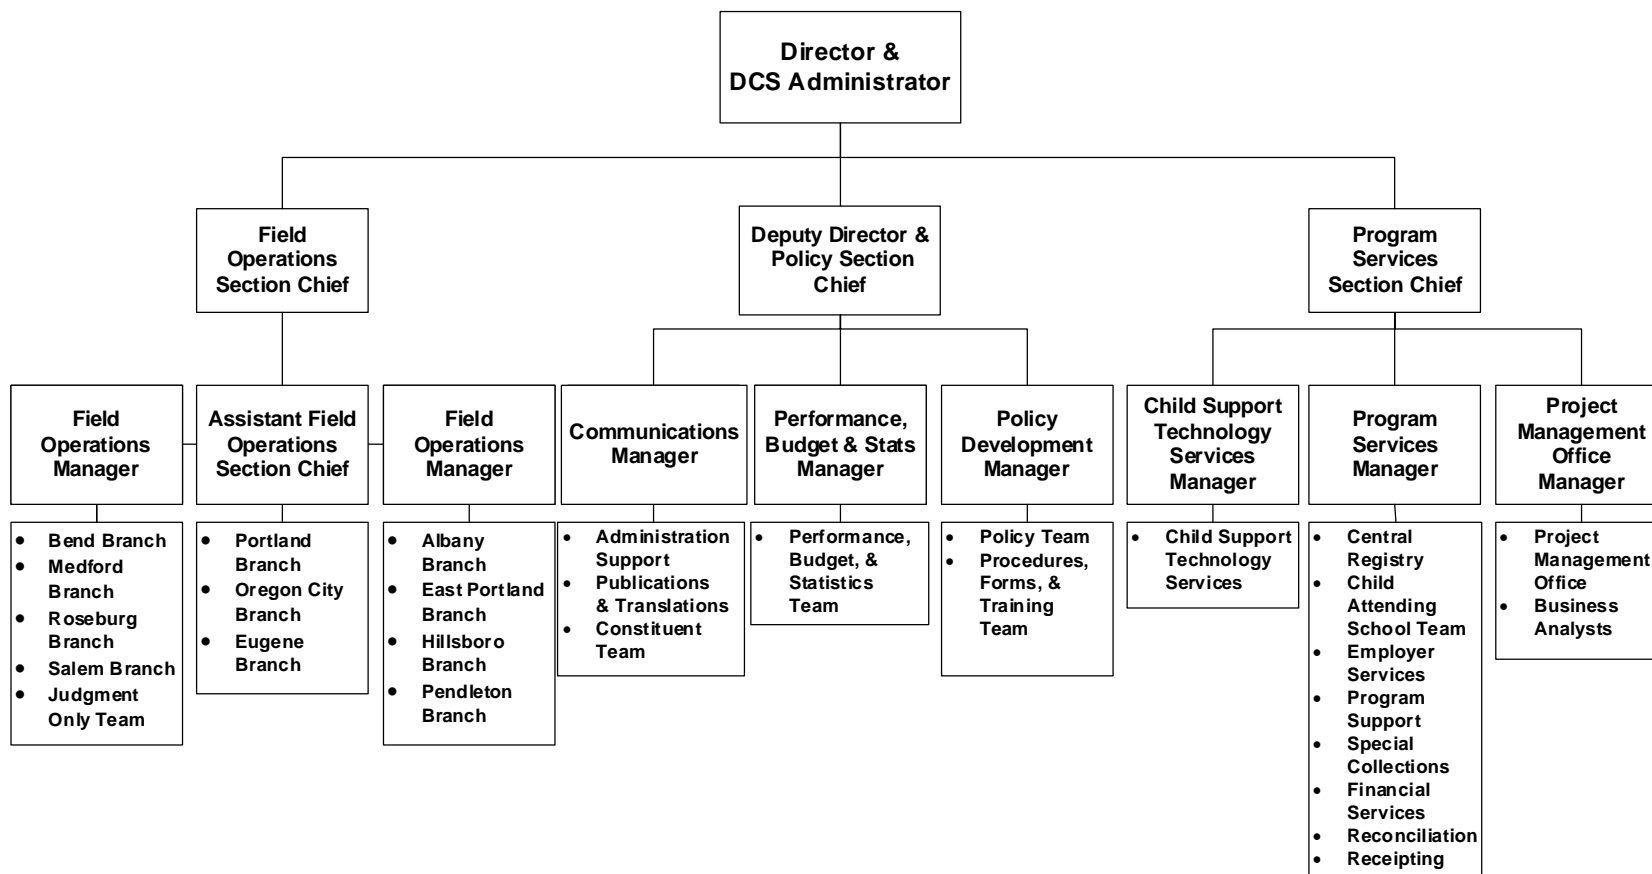 Director &
DCS Administrator
Field
Operations
Section Chief
Deputy Director &
Policy Section
Chief
Program
Services
Section Chief
Field
Operations
Manager
Assistant Field
Operations
Section Chief
Field
Operations
Manager
Communications
Manager
Performance,
Budget & Stats
Manager
Policy
Development
Manager
Child Support
Technology
Services
Manager
Program
Services
Manager
Project
Management
Office
Manager
• Bend Branch
• Medford
Branch
• Roseburg
Branch
• Salem Branch
• Judgment
Only Team
• Portland
Branch
• Oregon City
Branch
• Eugene
Branch
• Albany
Branch
• East Portland
Branch
• Hillsboro
Branch
• Pendleton
Branch
• Administration
Support
• Publications
& Translations
• Constituent
Team
• Performance,
Budget, &
Statistics
Team
• Policy Team
• Procedures,
Forms, &
Training
Team
• Child Support
Technology
Services
• Central
Registry
• Child
Attending
School Team
• Employer
Services
• Program
Support
• Special
Collections
• Financial
Services
• Reconciliation
• Receipting
• Project
Management
Office
• Business
Analysts